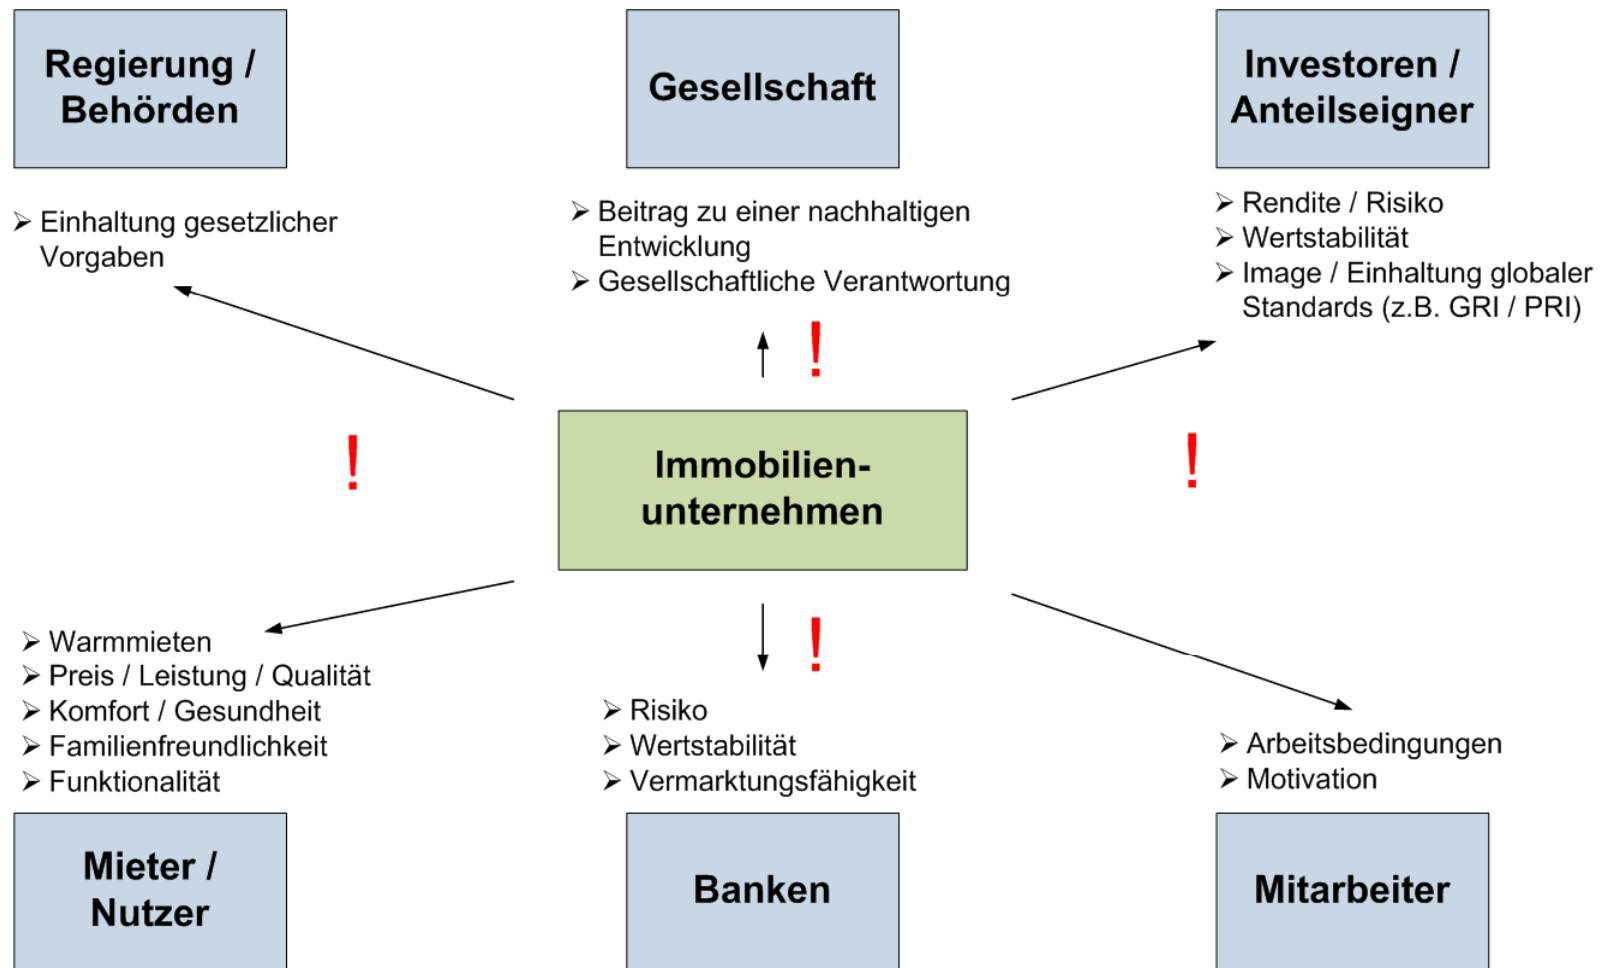 Regierung /
Behörden
Gesellschaft
Investoren /
Anteilseigner
➢ Einhaltung gesetzlicher
Vorgaben
➢ Beitrag zu einer nachhaltigen
Entwicklung
➢ Gesellschaftliche Verantwortung
➢ Rendite / Risiko
➢ Wertstabilität
➢ Image / Einhaltung globaler
Standards (z.B. GRI / PRI)
!
!
!
Immobilien-
unternehmen
➢ Warmmieten
➢ Preis / Leistung / Qualität
➢ Komfort / Gesundheit
➢ Familienfreundlichkeit
➢ Funktionalität
!
➢ Risiko
➢ Wertstabilität
➢ Vermarktungsfähigkeit
➢ Arbeitsbedingungen
➢ Motivation
Mieter /
Nutzer
Banken
Mitarbeiter